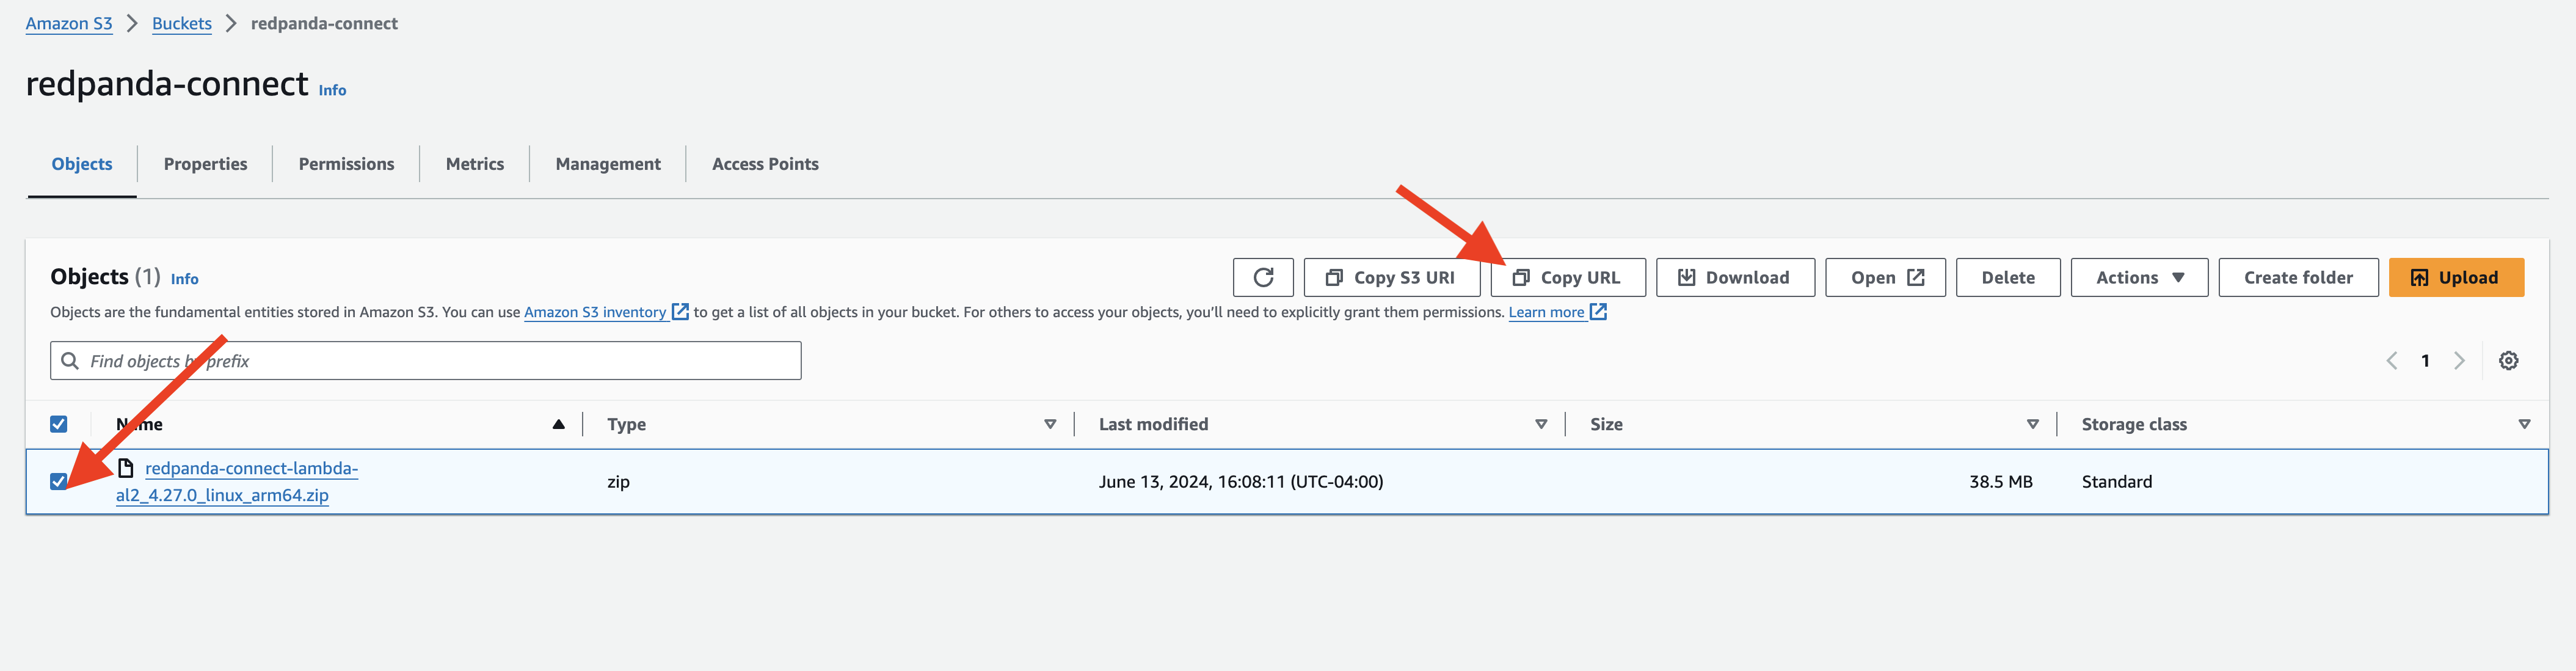 Amazon S3 > Buckets > redpanda-connect
redpanda-connect Info
Objects Properties Permissions Metrics Management Access Points
Objects (1) Info
Copy S3 URI Copy URL Download Open Delete Actions Create folder Upload
Objects are the fundamental entities stored in Amazon S3. You can use Amazon S3 inventory to get a list of all objects in your bucket. For others to access your objects, you'll need to explicitly grant them permissions. Learn more
Find objects by prefix
1
Name Type Last modified Size Storage class
redpanda-connect-lambda-
al2_4.27.0_linux_arm64.zip
zip June 13, 2024, 16:08:11 (UTC-04:00) 38.5 MB Standard